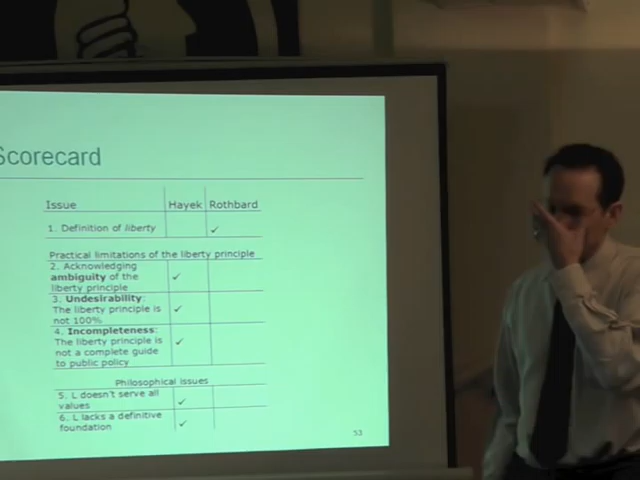 Scorecard
Issue Hayek Rothbard
1. Definition of liberty ✓
Practical limitations of the liberty principle
2. Acknowledging
ambiguity of the
liberty principle ✓
3. Undesirability:
The liberty principle is
not 100% ✓
4. Incompleteness:
The liberty principle is
not a complete guide
to public policy ✓
Philosophical issues
5. L doesn't serve all
values ✓
6. L lacks a definitive
foundation ✓
53